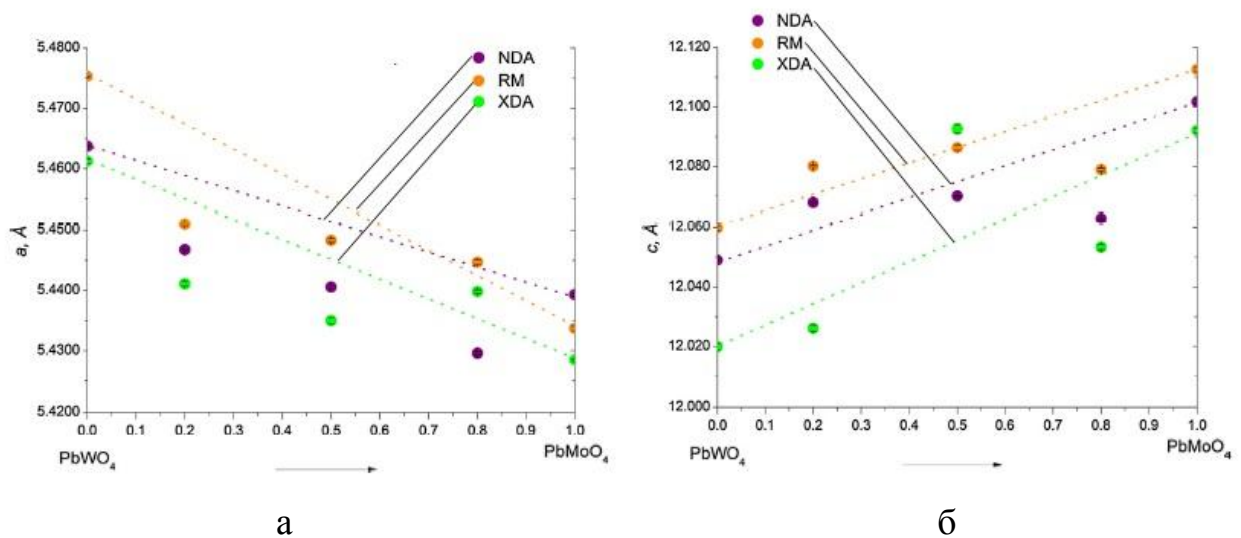 5.4800
5.4700
5.4600
5.4500
5.4400
5.4300
5.4200
a, Å
NDA
RM
XDA
0.0 0.1 0.2 0.3 0.4 0.5 0.6 0.7 0.8 0.9 1.0
PbWO₄ PbMoO₄
а
NDA
RM
XDA
12.120
12.100
12.080
12.060
12.040
12.020
12.000
c, Å
0.0 0.1 0.2 0.3 0.4 0.5 0.6 0.7 0.8 0.9 1.0
PbWO₄ PbMoO₄
б